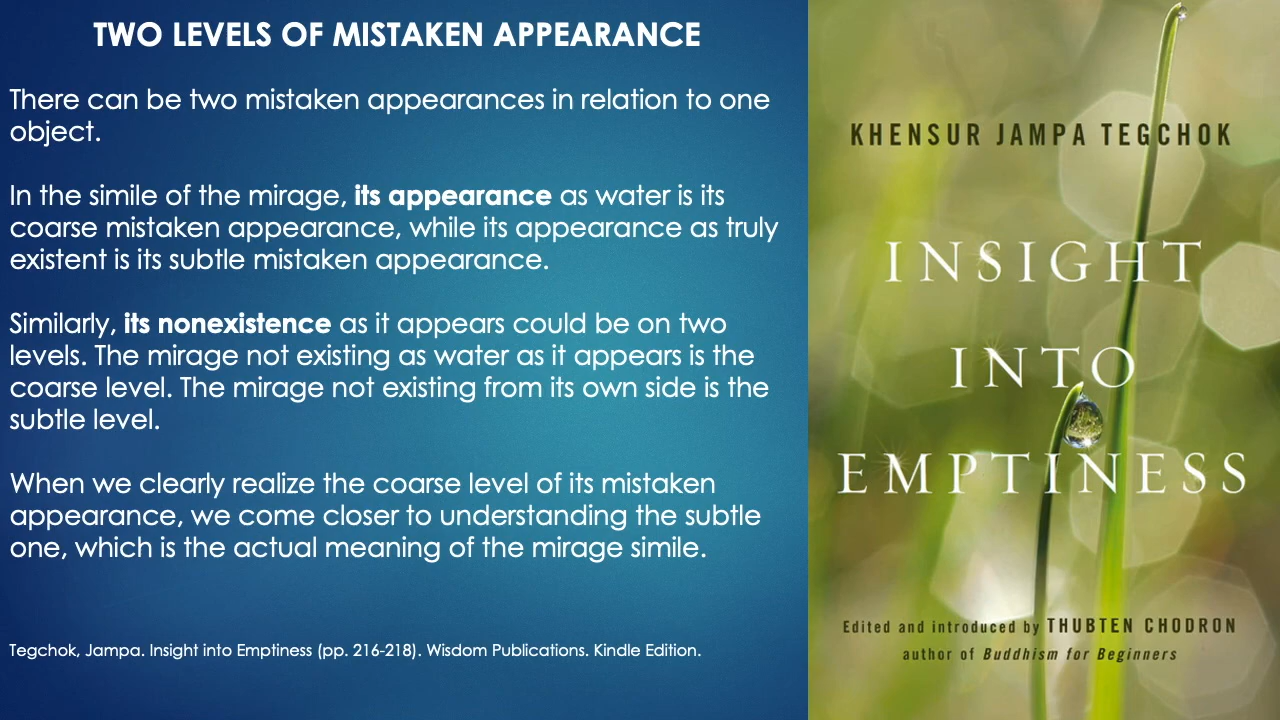 TWO LEVELS OF MISTAKEN APPEARANCE
There can be two mistaken appearances in relation to one
object.
In the simile of the mirage, its appearance as water is its
coarse mistaken appearance, while its appearance as truly
existent is its subtle mistaken appearance.
Similarly, its nonexistence as it appears could be on two
levels. The mirage not existing as water as it appears is the
coarse level. The mirage not existing from its own side is the
subtle level.
When we clearly realize the coarse level of its mistaken
appearance, we come closer to understanding the subtle
one, which is the actual meaning of the mirage simile.
Tegchok, Jampa. Insight into Emptiness (pp. 216-218). Wisdom Publications. Kindle Edition.
KHENSUR JAMPA TEGCHOK
INSIGHT
INTO
EMPTINESS
Edited and introduced by THUBTEN CHODRON
author of Buddhism for Beginners